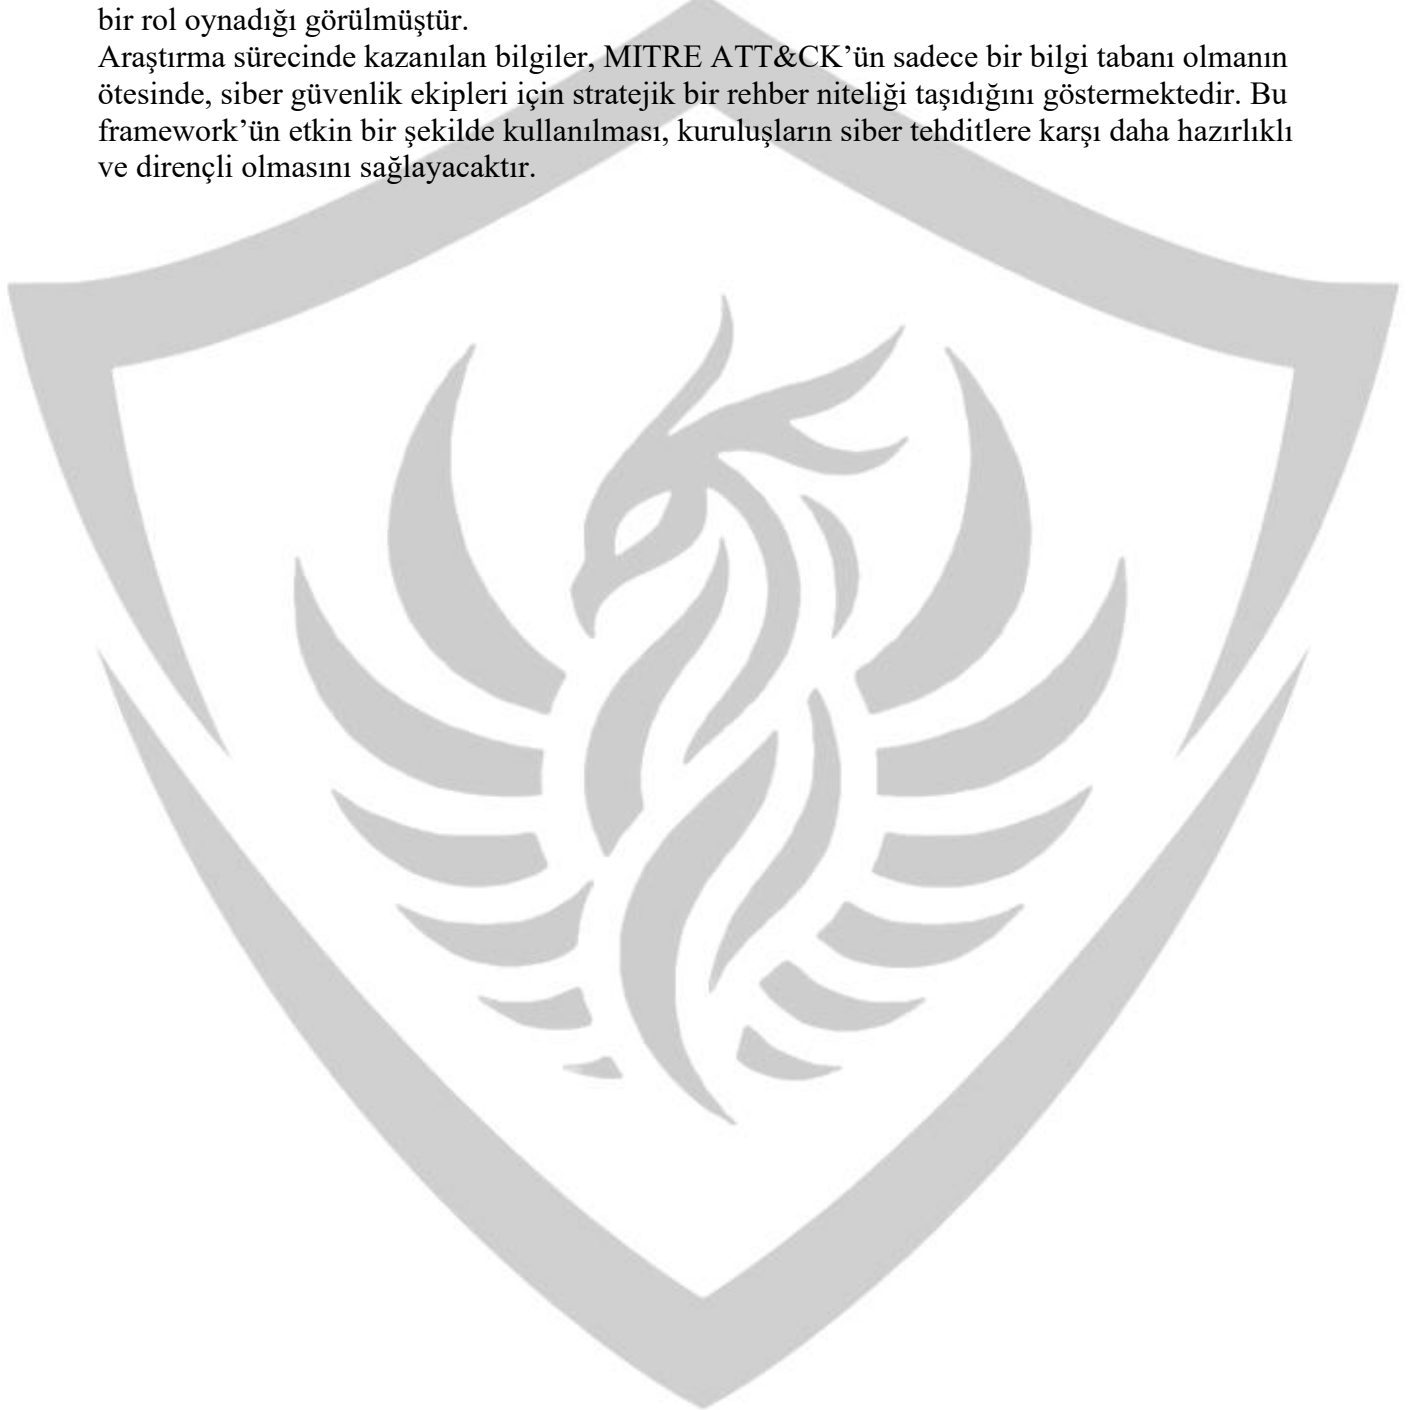 bir rol oynadığı görülmüştür.
Araştırma sürecinde kazanılan bilgiler, MITRE ATT&CK’ün sadece bir bilgi tabanı olmanın
ötesinde, siber güvenlik ekipleri için stratejik bir rehber niteliği taşıdığını göstermektedir. Bu
framework’ün etkin bir şekilde kullanılması, kuruluşların siber tehditlere karşı daha hazırlıklı
ve dirençli olmasını sağlayacaktır.